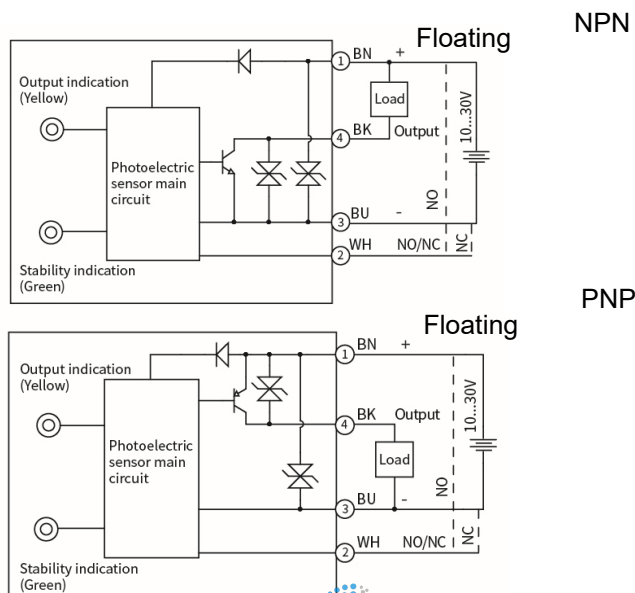 NPN
Floating
Output indication
(Yellow)
Photoelectric
sensor main
circuit
Stability indication
(Green)
1 BN +
Load
4 BK Output
10...30V
3 BU -
NO
2 WH NO/NC
NC
PNP
Floating
Output indication
(Yellow)
Photoelectric
sensor main
circuit
Stability indication
(Green)
1 BN +
4 BK Output
10...30V
Load
3 BU -
NO
2 WH NO/NC
NC